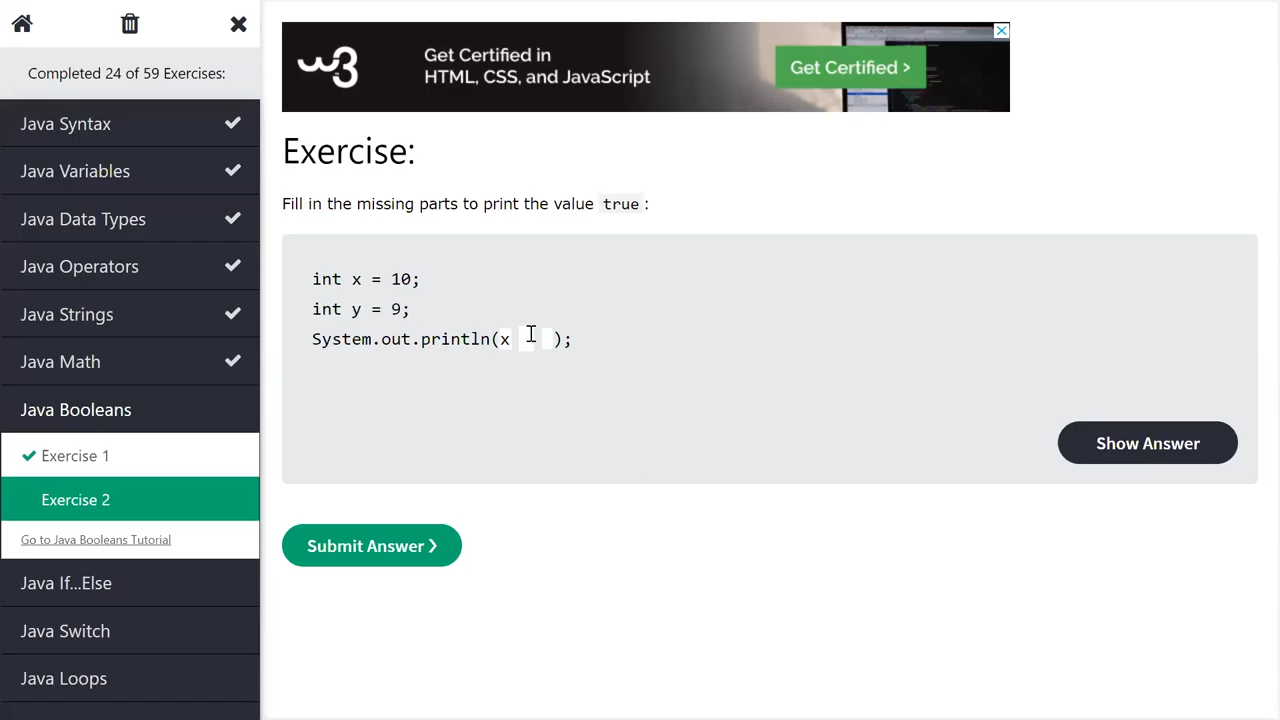 Completed 24 of 59 Exercises:
Java Syntax
Java Variables
Java Data Types
Java Operators
Java Strings
Java Math
Java Booleans
Exercise 1
Exercise 2
Go to Java Booleans Tutorial
Java If...Else
Java Switch
Java Loops
w3
Get Certified in
HTML, CSS, and JavaScript
Get Certified >
Exercise:
Fill in the missing parts to print the value true:
int x = 10;
int y = 9;
System.out.println(x   );
Show Answer
Submit Answer ❯